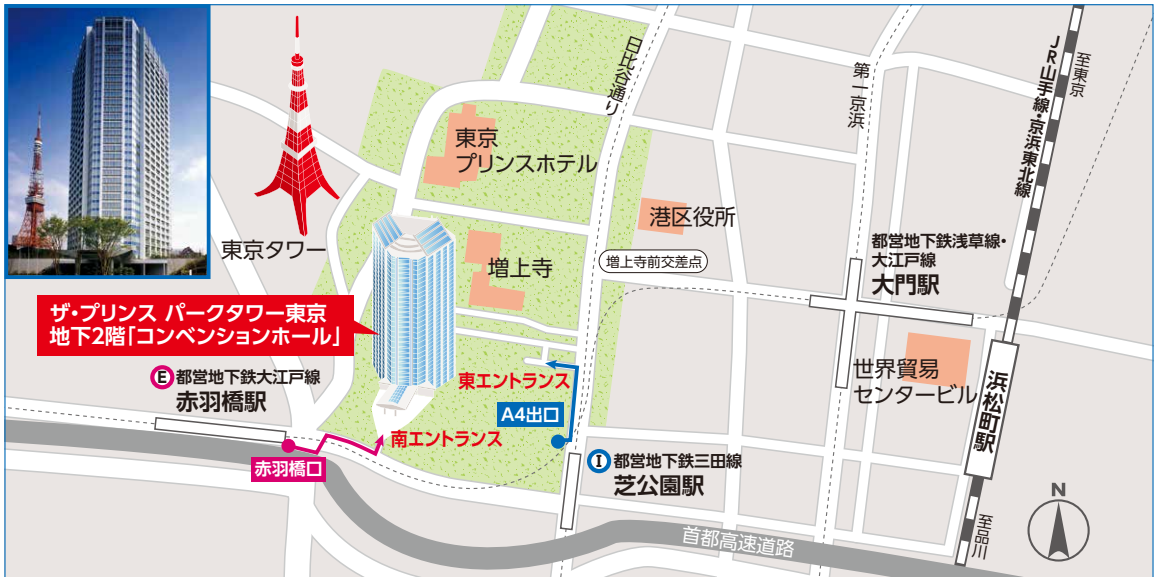 日比谷通り
第一京浜
至東京
JR山手線・京浜東北線
東京
プリンスホテル
港区役所
東京タワー
増上寺
増上寺前交差点
都営地下鉄浅草線・
大江戸線
大門駅
ザ・プリンス パークタワー東京
地下2階「コンベンションホール」
世界貿易
センタービル
浜松町駅
E 都営地下鉄大江戸線
赤羽橋駅
東エントランス
A4出口
南エントランス
赤羽橋口
I 都営地下鉄三田線
芝公園駅
N
至品川
首都高速道路